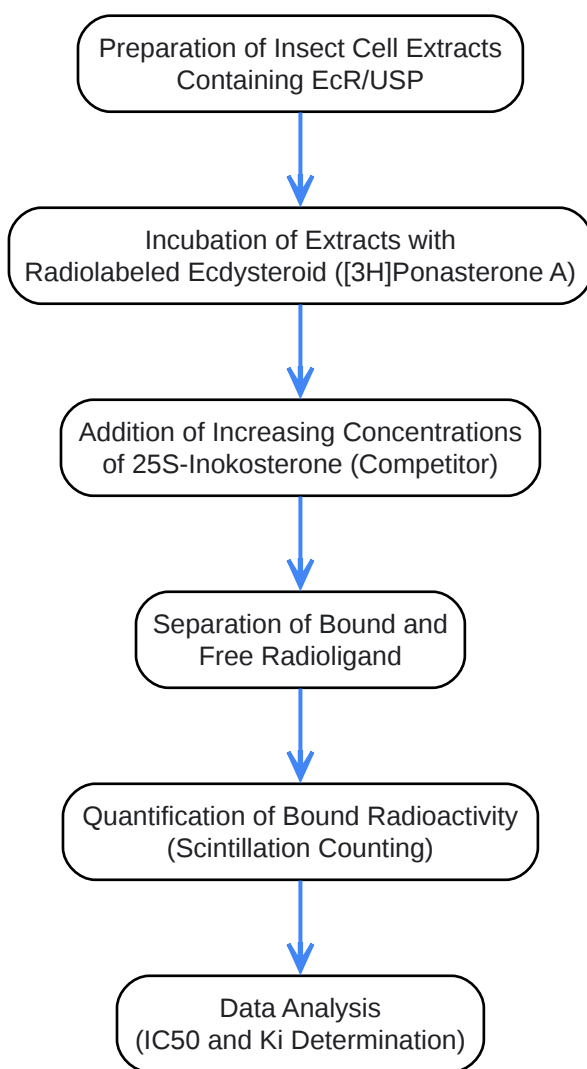 Preparation of Insect Cell Extracts
Containing EcR/USP
Incubation of Extracts with
Radiolabeled Ecdysteroid ([3H]Ponasterone A)
Addition of Increasing Concentrations
of 25S-Inokosterone (Competitor)
Separation of Bound and
Free Radioligand
Quantification of Bound Radioactivity
(Scintillation Counting)
Data Analysis
(IC50 and Ki Determination)